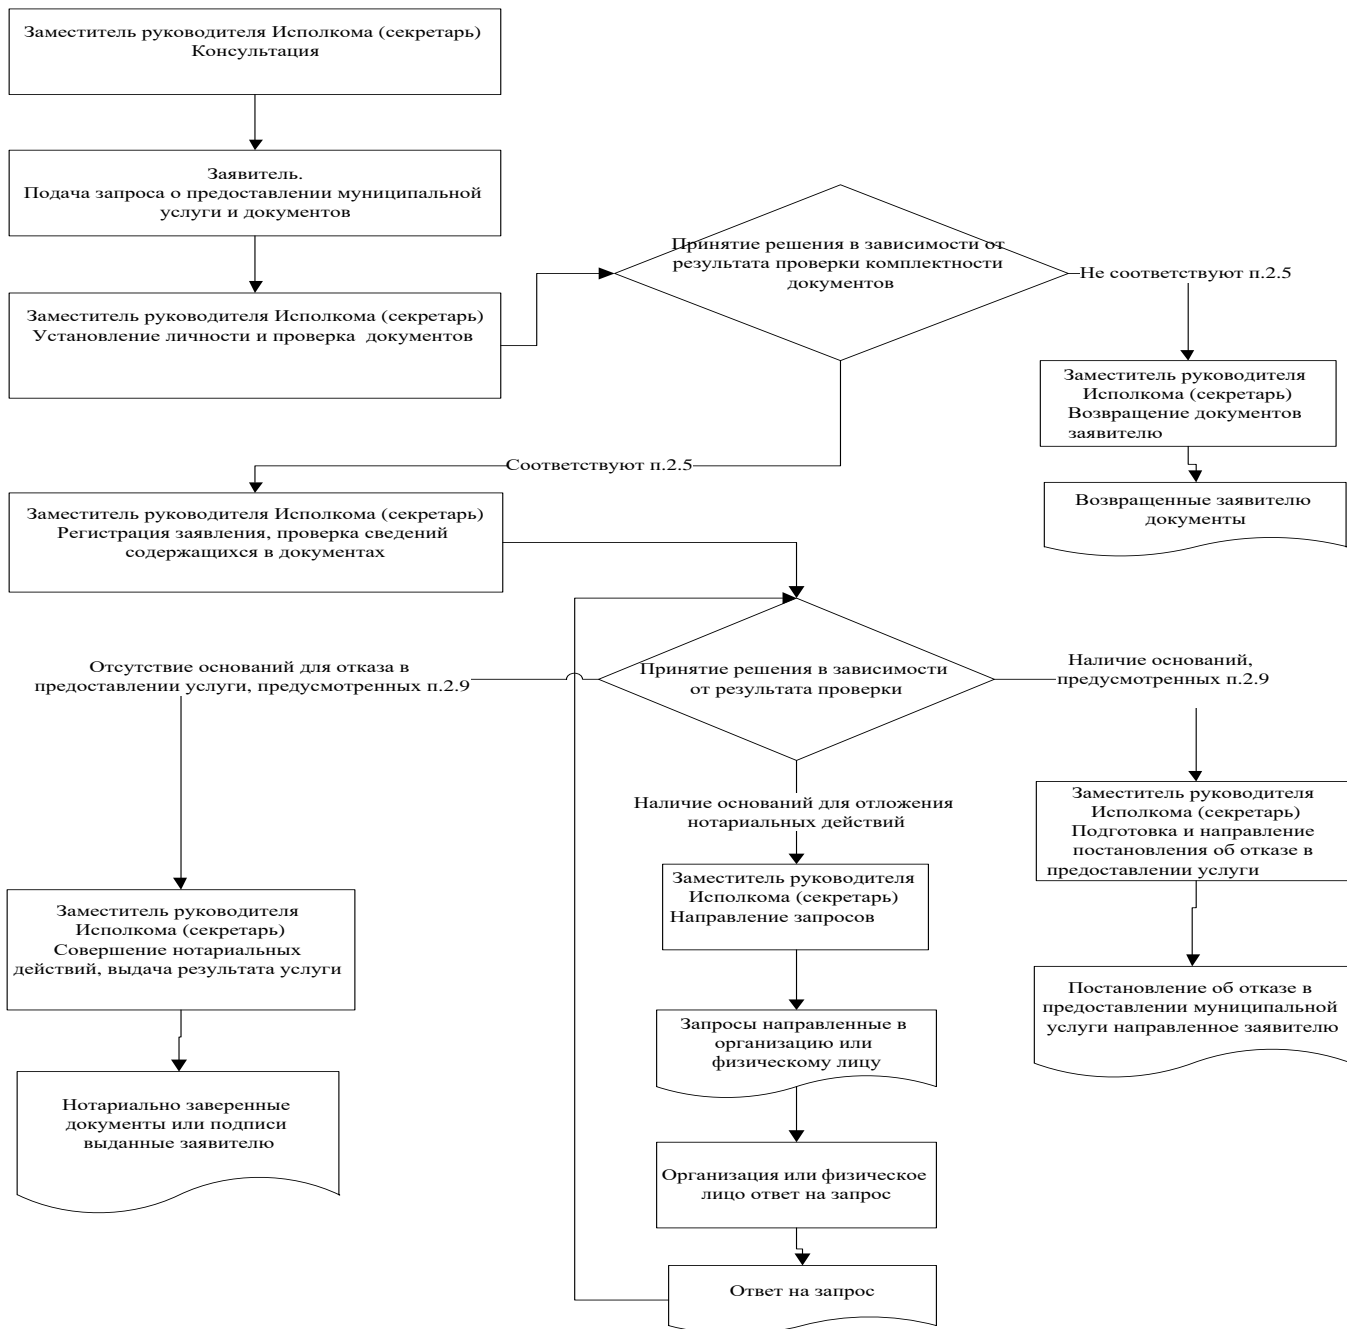 Заместитель руководителя Исполкома (секретарь)
Консультация
Заявитель.
Подача запроса о предоставлении муниципальной
услуги и документов
Заместитель руководителя Исполкома (секретарь)
Установление личности и проверка документов
Принятие решения в зависимости от
результата проверки комплектности
документов
Не соответствуют п.2.5
Заместитель руководителя
Исполкома (секретарь)
Возвращение документов
заявителю
Возвращенные заявителю
документы
Соответствуют п.2.5
Заместитель руководителя Исполкома (секретарь)
Регистрация заявления, проверка сведений
содержащихся в документах
Принятие решения в зависимости
от результата проверки
Отсутствие оснований для отказа в
предоставлении услуги, предусмотренных п.2.9
Наличие оснований,
предусмотренных п.2.9
Наличие оснований для отложения
нотариальных действий
Заместитель руководителя
Исполкома (секретарь)
Подготовка и направление
постановления об отказе в
предоставлении услуги
Заместитель руководителя
Исполкома (секретарь)
Направление запросов
Заместитель руководителя
Исполкома (секретарь)
Совершение нотариальных
действий, выдача результата услуги
Постановление об отказе в
предоставлении муниципальной
услуги направленное заявителю
Запросы направленные в
организацию или
физическому лицу
Нотариально заверенные
документы или подписи
выданные заявителю
Организация или физическое
лицо ответ на запрос
Ответ на запрос